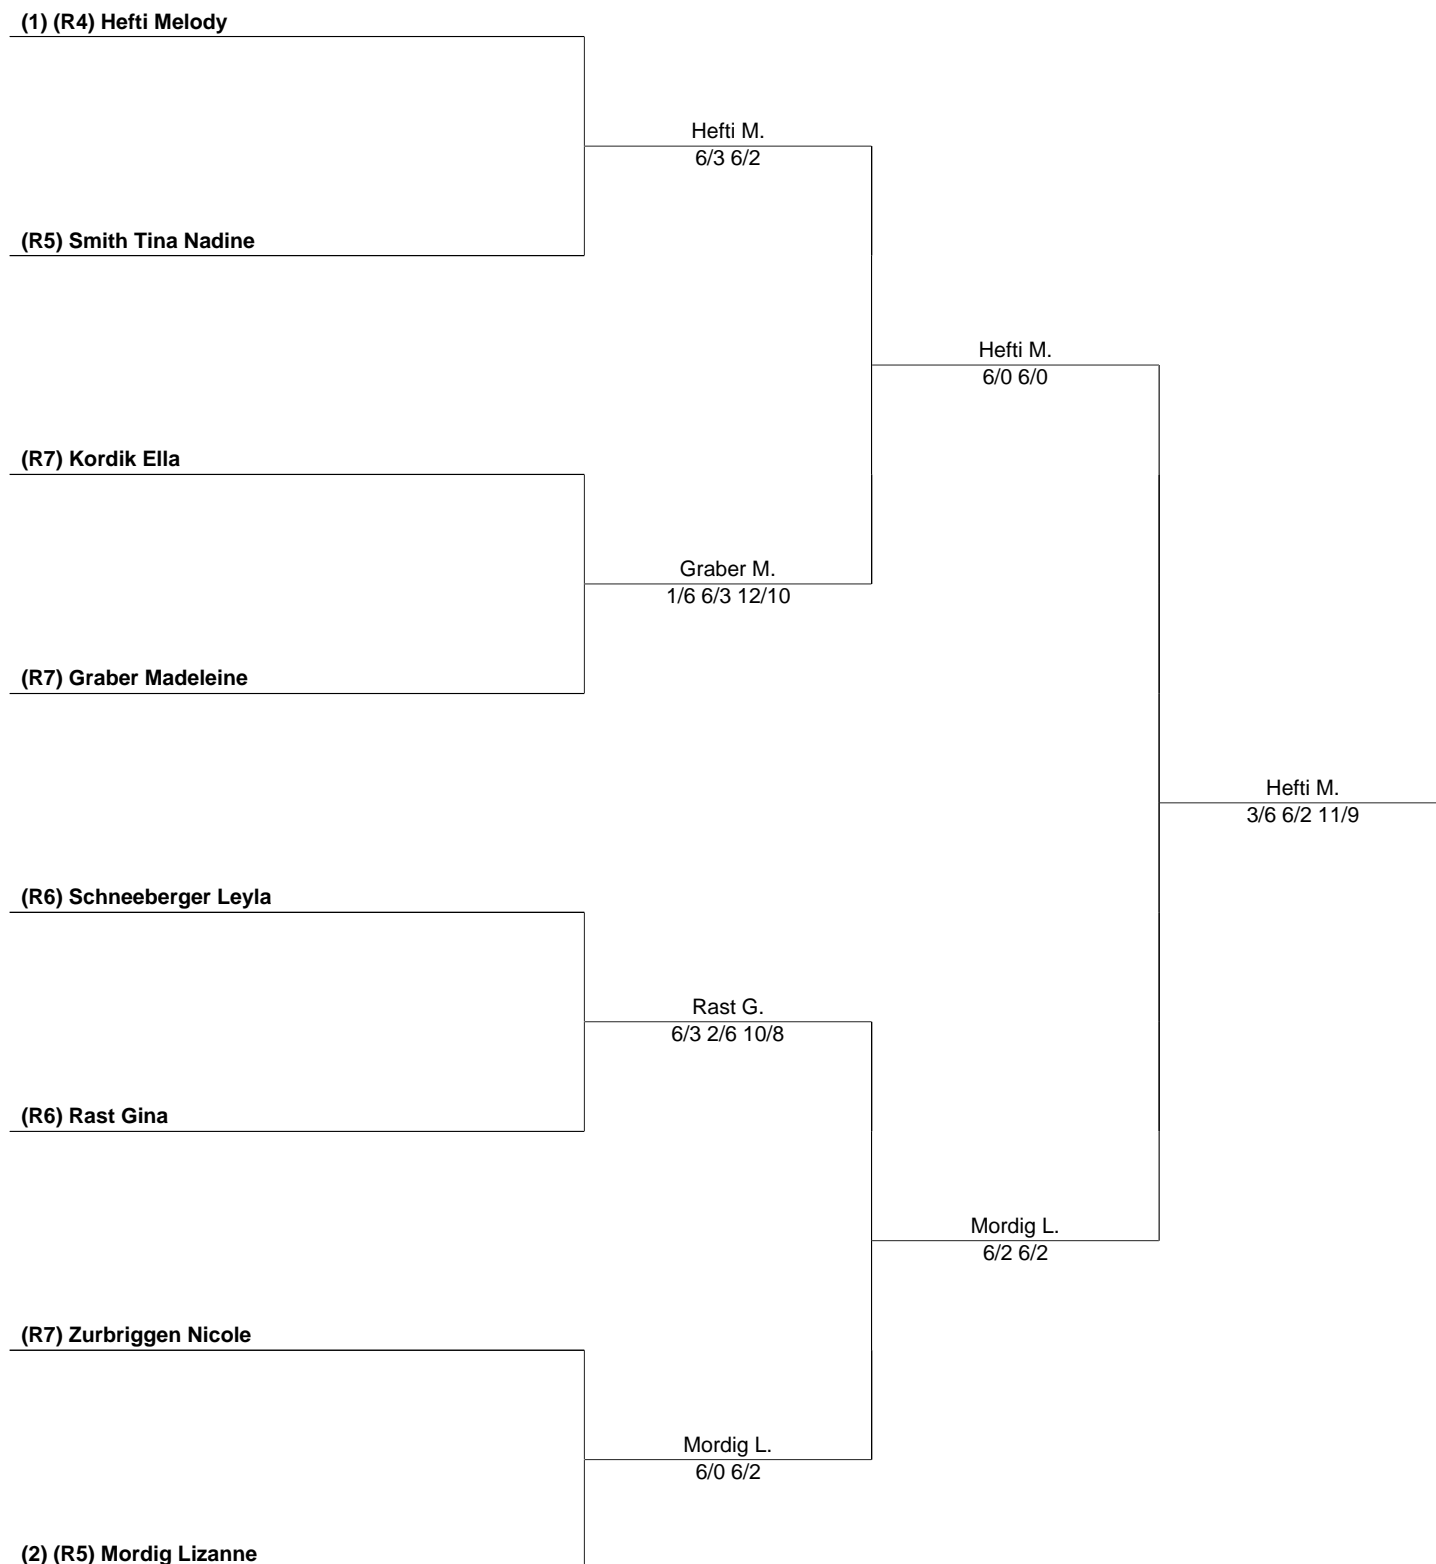 (1) (R4) Hefti Melody
Hefti M.
6/3 6/2
(R5) Smith Tina Nadine
Hefti M.
6/0 6/0
(R7) Kordik Ella
Graber M.
1/6 6/3 12/10
(R7) Graber Madeleine
Hefti M.
3/6 6/2 11/9
(R6) Schneeberger Leyla
Rast G.
6/3 2/6 10/8
(R6) Rast Gina
Mordig L.
6/2 6/2
(R7) Zurbriggen Nicole
Mordig L.
6/0 6/2
(2) (R5) Mordig Lizanne